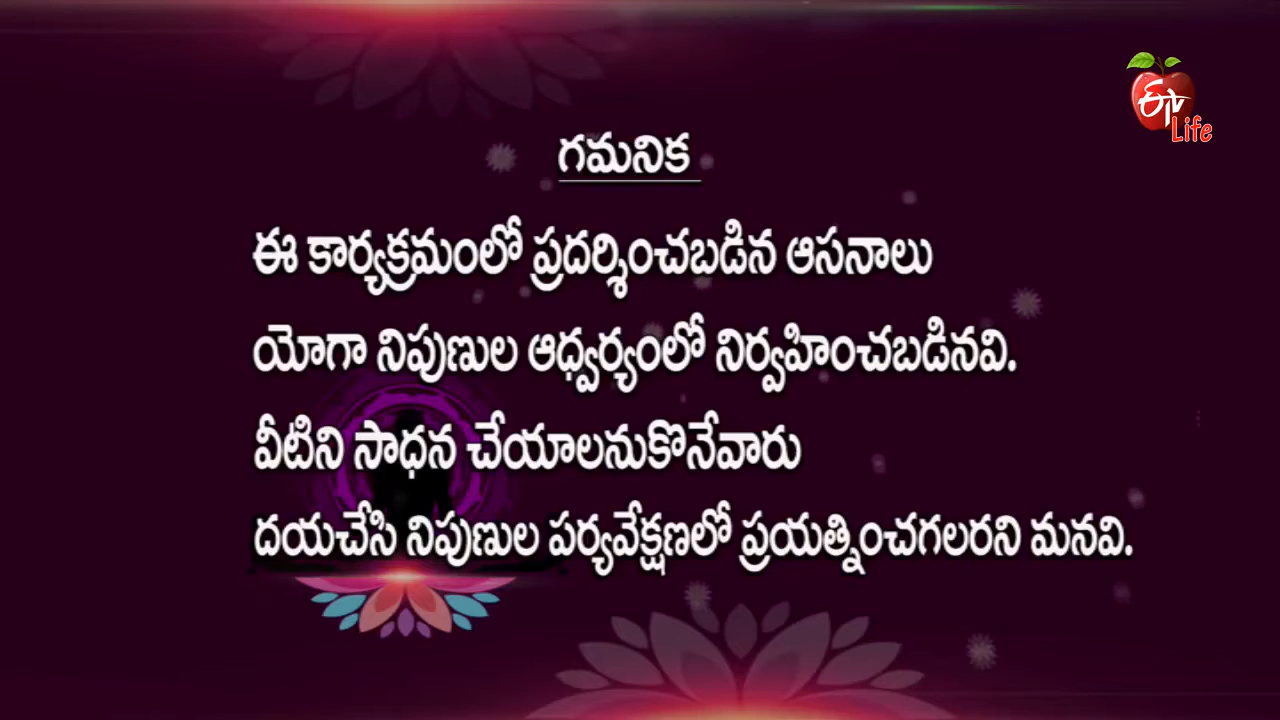 ఈటీవీ
Life
గమనిక
ఈ కార్యక్రమంలో ప్రదర్శించబడిన ఆసనాలు
యోగా నిపుణుల ఆధ్వర్యంలో నిర్వహించబడినవి.
వీటిని సాధన చేయాలనుకొనేవారు
దయచేసి నిపుణుల పర్యవేక్షణలో ప్రయత్నించగలరని మనవి.